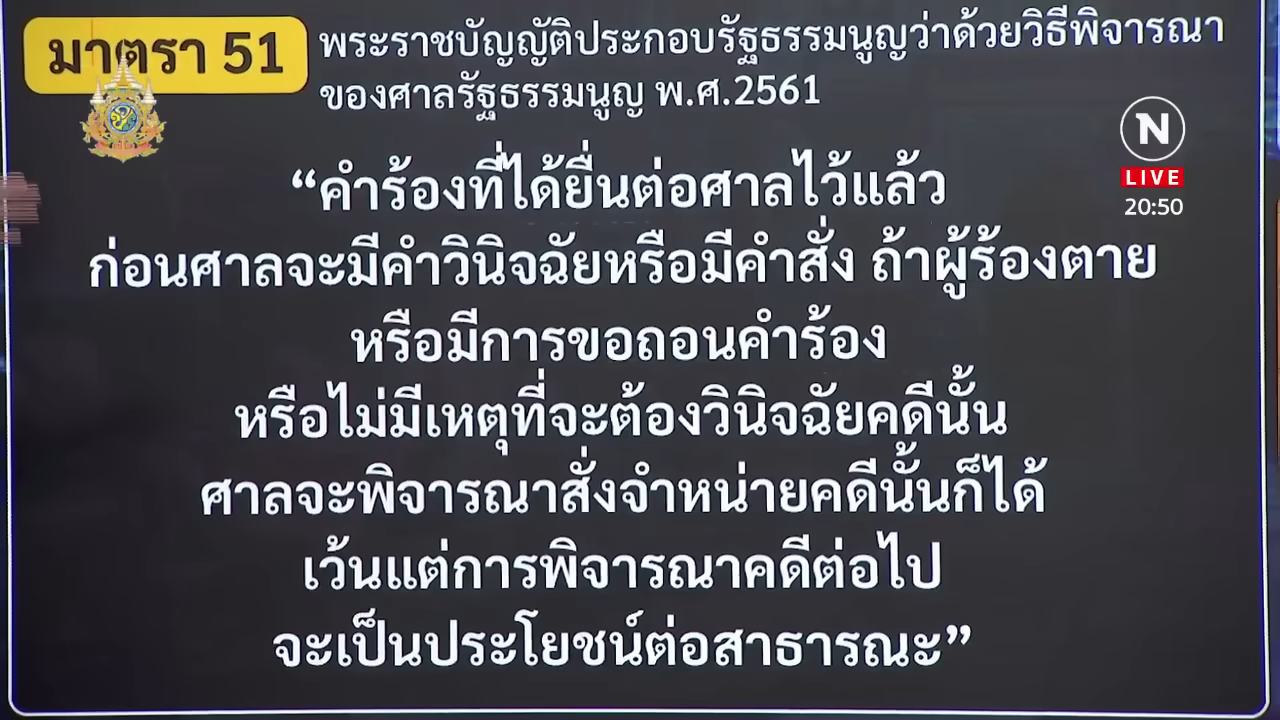 มาตรา 51
พระราชบัญญัติประกอบรัฐธรรมนูญว่าด้วยวิธีพิจารณา
ของศาลรัฐธรรมนูญ พ.ศ.2561
N
LIVE
20:50
“คำร้องที่ได้ยื่นต่อศาลไว้แล้ว
ก่อนศาลจะมีคำวินิจฉัยหรือมีคำสั่ง ถ้าผู้ร้องตาย
หรือมีการขอถอนคำร้อง
หรือไม่มีเหตุที่จะต้องวินิจฉัยคดีนั้น
ศาลจะพิจารณาสั่งจำหน่ายคดีนั้นก็ได้
เว้นแต่การพิจารณาคดีต่อไป
จะเป็นประโยชน์ต่อสาธารณะ”